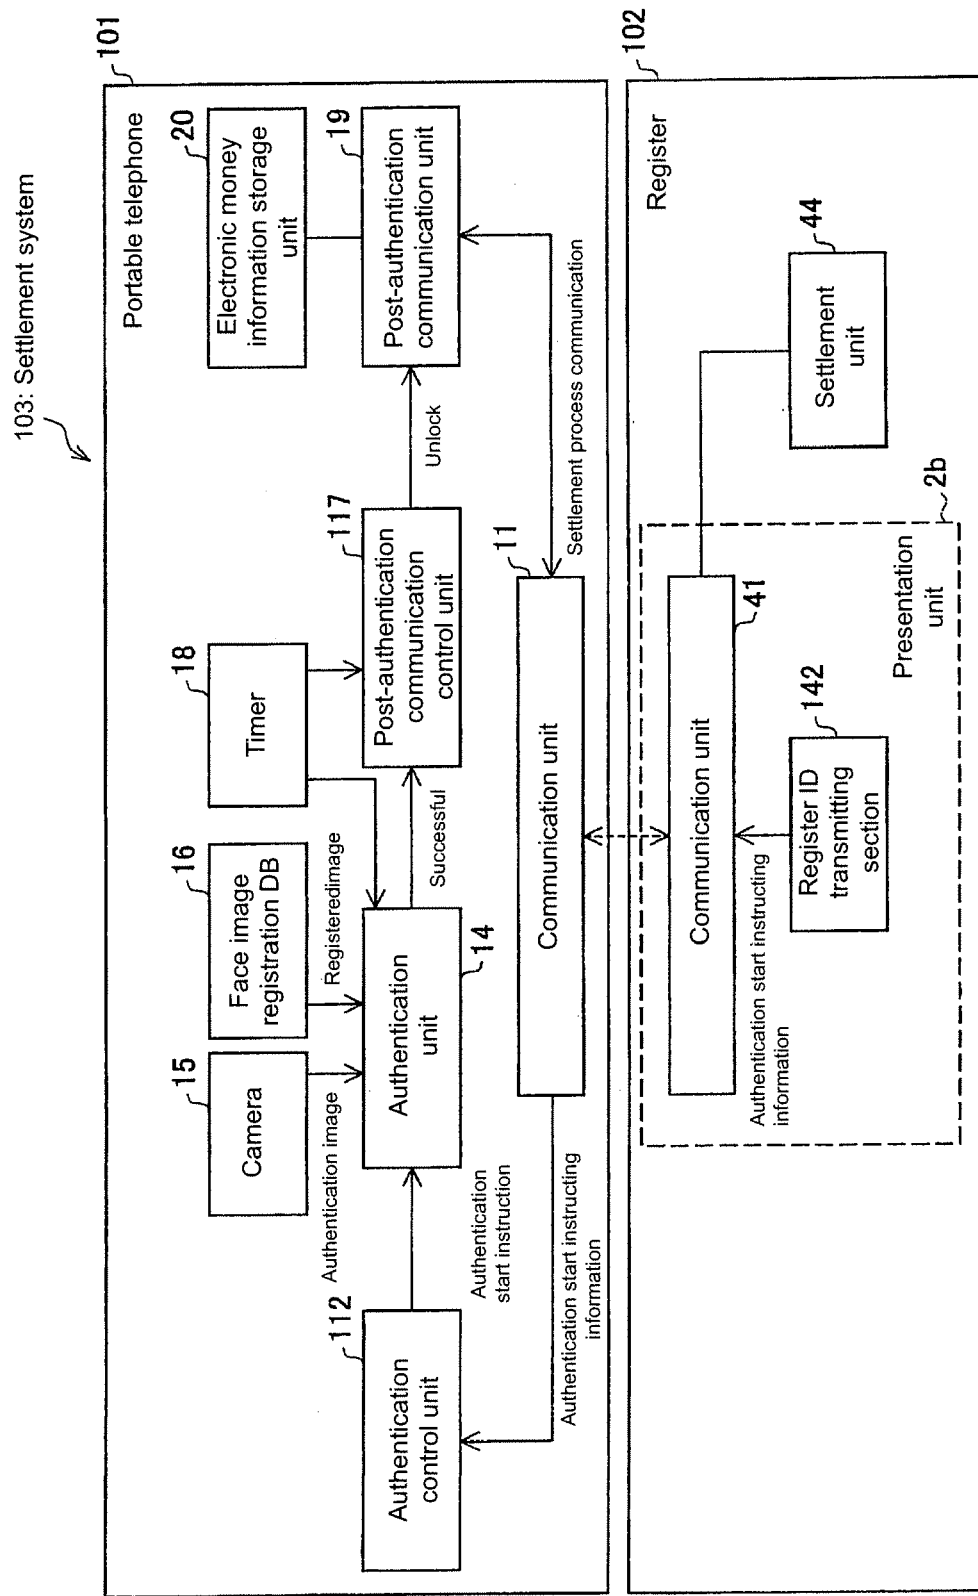 103: Settlement system
101
Portable telephone
15
Camera
16
Face image
registration DB
18
Timer
20
Electronic money
information storage
unit
Authentication image
Registeredimage
112
Authentication
control unit
Authentication
start instruction
14
Authentication
unit
Successful
117
Post-authentication
communication
control unit
Unlock
19
Post-authentication
communication unit
Authentication start instructing
information
11
Communication unit
Settlement process communication
102
Register
2b
Presentation
unit
41
Communication unit
Authentication start instructing
information
142
Register ID
transmitting
section
44
Settlement
unit